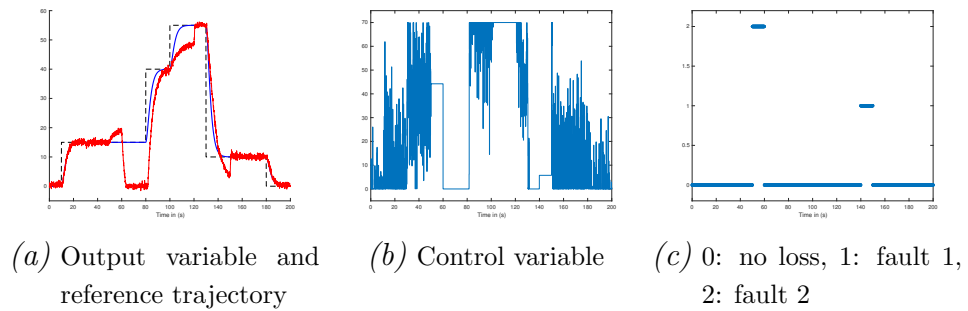 60
50
40
30
20
10
0
0 20 40 60 80 100 120 140 160 180 200
Time in (s)
70
60
50
40
30
20
10
0
0 20 40 60 80 100 120 140 160 180 200
Time in (s)
2
1.5
1
0.5
0
0 20 40 60 80 100 120 140 160 180 200
Time in (s)
(a) Output variable and
reference trajectory
(b) Control variable
(c) 0: no loss, 1: fault 1,
2: fault 2